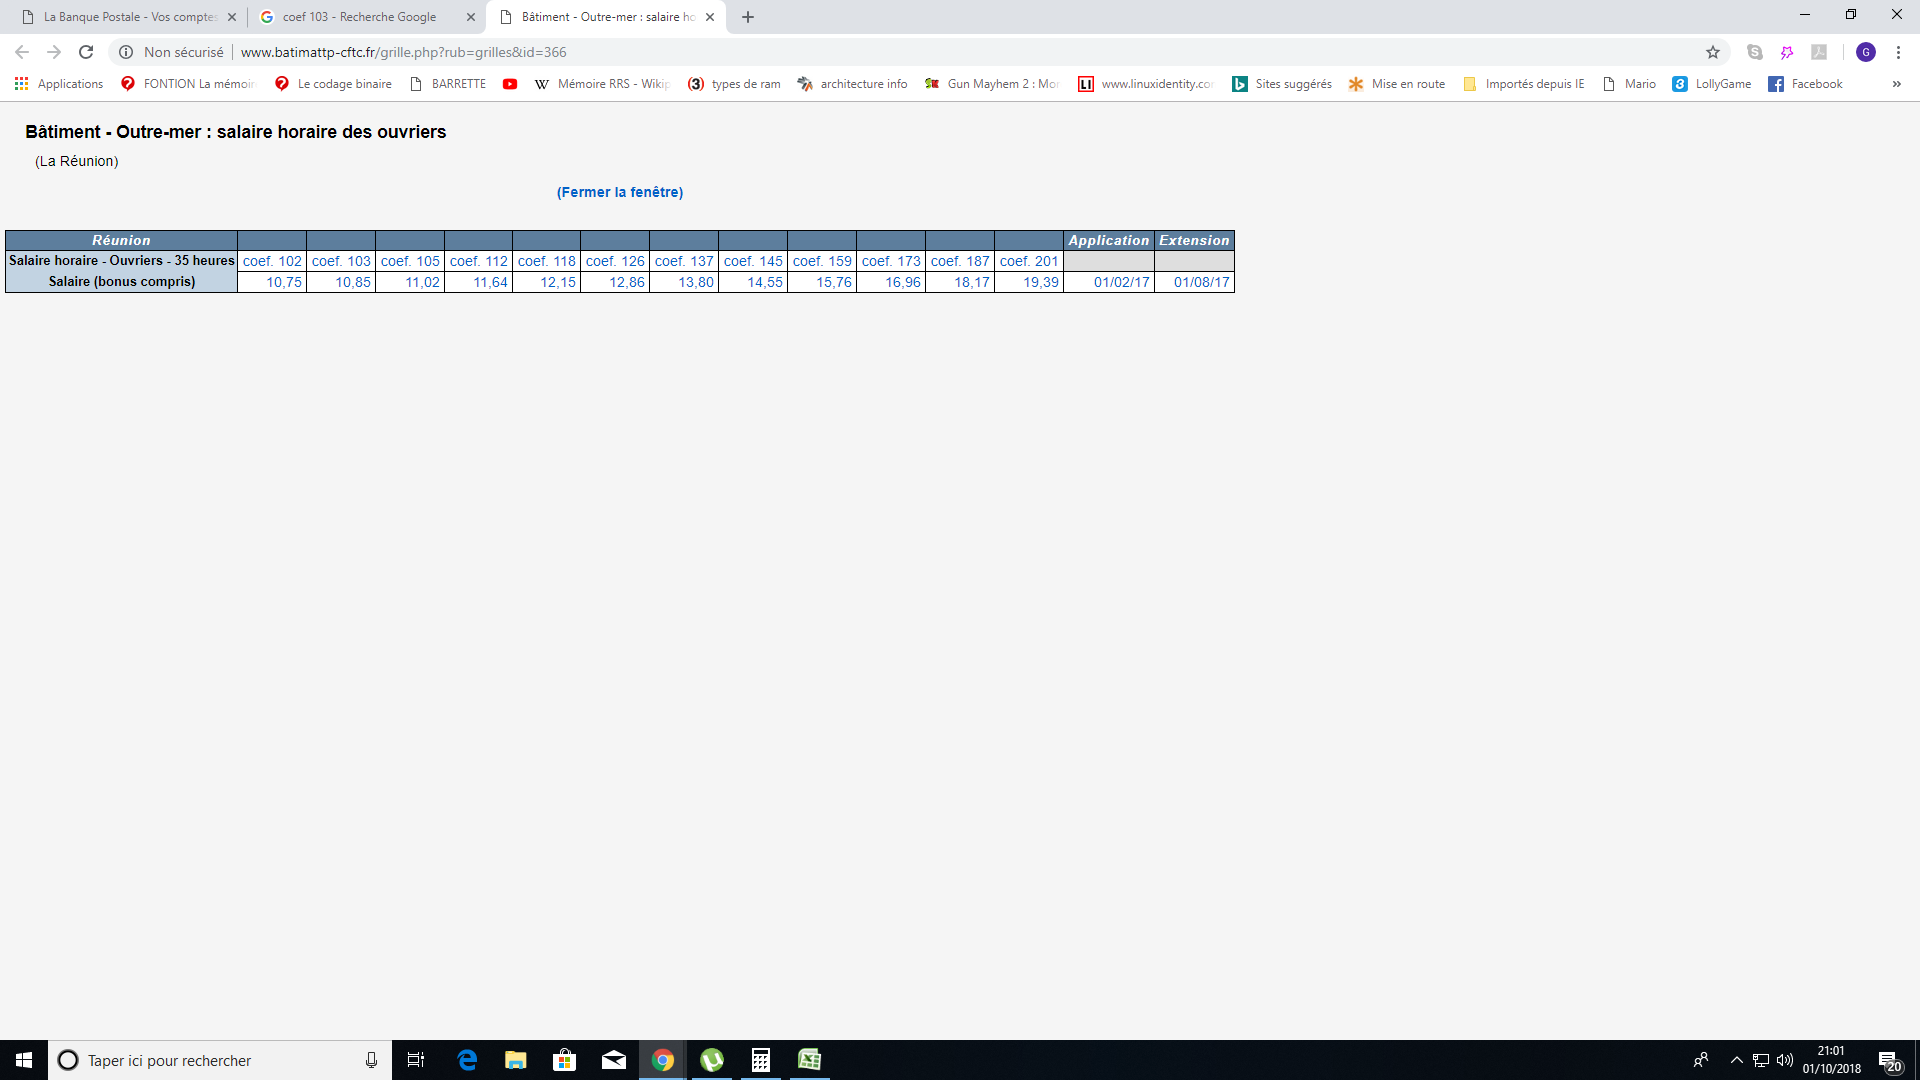 La Banque Postale - Vos comptes
coef 103 - Recherche Google
Bâtiment - Outre-mer : salaire ho
Non sécurisé
www.batimattp-cftc.fr/grille.php?rub=grilles&id=366
G
Applications
FONTION La mémoir
Le codage binaire
BARRETTE
W Mémoire RRS - Wikip
(3) types de ram
architecture info
Gun Mayhem 2 : Mor
LI www.linuxidentity.co
b Sites suggérés
Mise en route
Importés depuis IE
Mario
3 LollyGame
f Facebook
»
Bâtiment - Outre-mer : salaire horaire des ouvriers
(La Réunion)
(Fermer la fenêtre)
Réunion Application Extension
Salaire horaire - Ouvriers - 35 heures coef. 102 coef. 103 coef. 105 coef. 112 coef. 118 coef. 126 coef. 137 coef. 145 coef. 159 coef. 173 coef. 187 coef. 201
Salaire (bonus compris) 10,75 10,85 11,02 11,64 12,15 12,86 13,80 14,55 15,76 16,96 18,17 19,39 01/02/17 01/08/17
Taper ici pour rechercher
21:01
01/10/2018
20